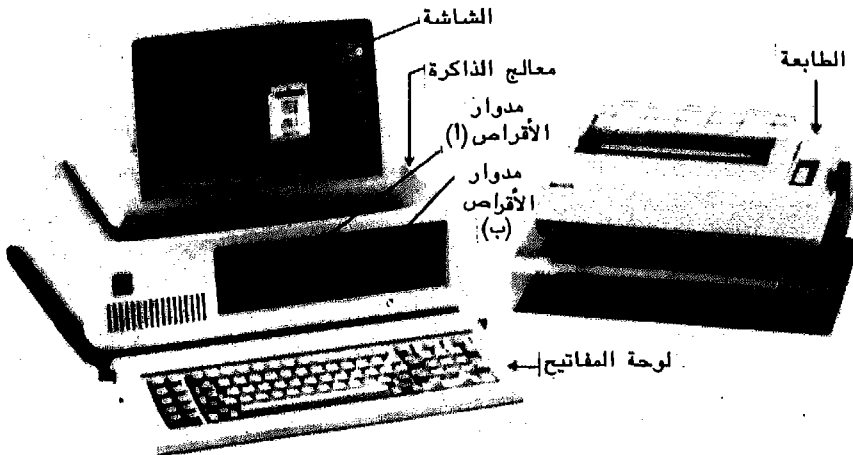 الشاشة
معالج الذاكرة
مدوار
الأقراص (أ)
مدوار
الأقراص
(ب)
الطابعة
لوحة المفاتيح